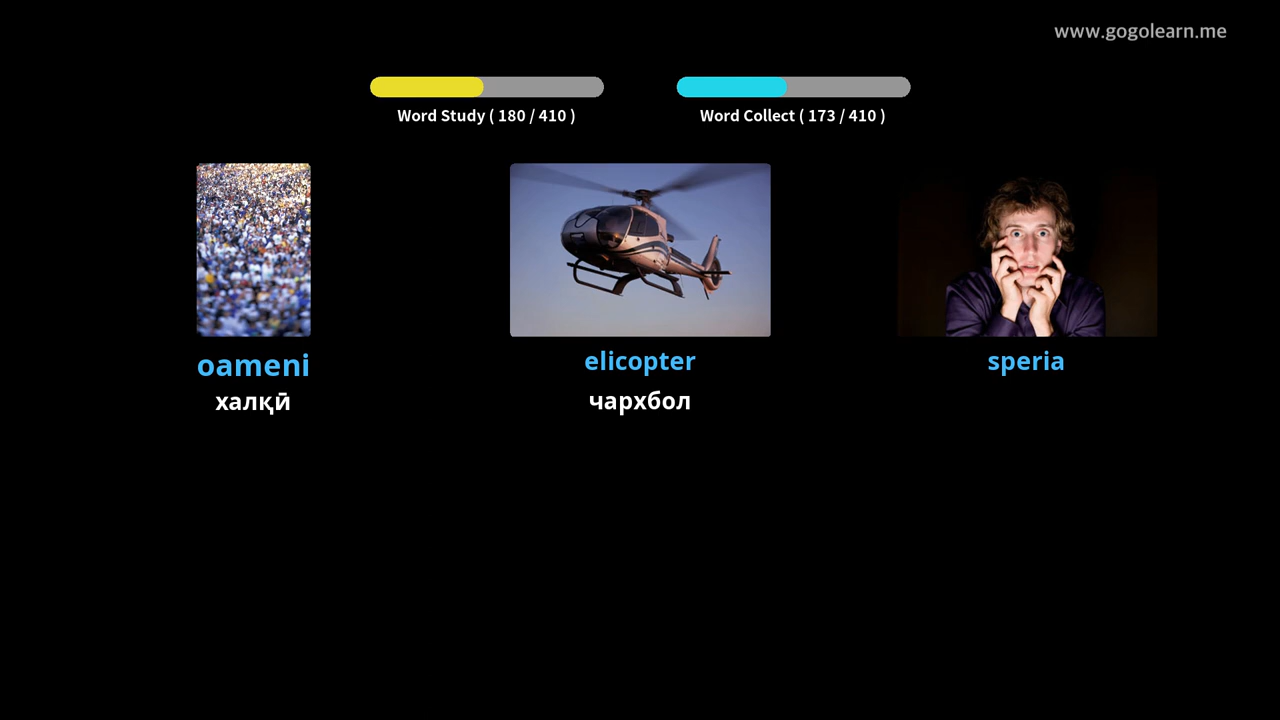 www.gogolearn.me
Word Study ( 180 / 410 )
Word Collect ( 173 / 410 )
oameni
elicopter
speria
халқӣ
чархбол